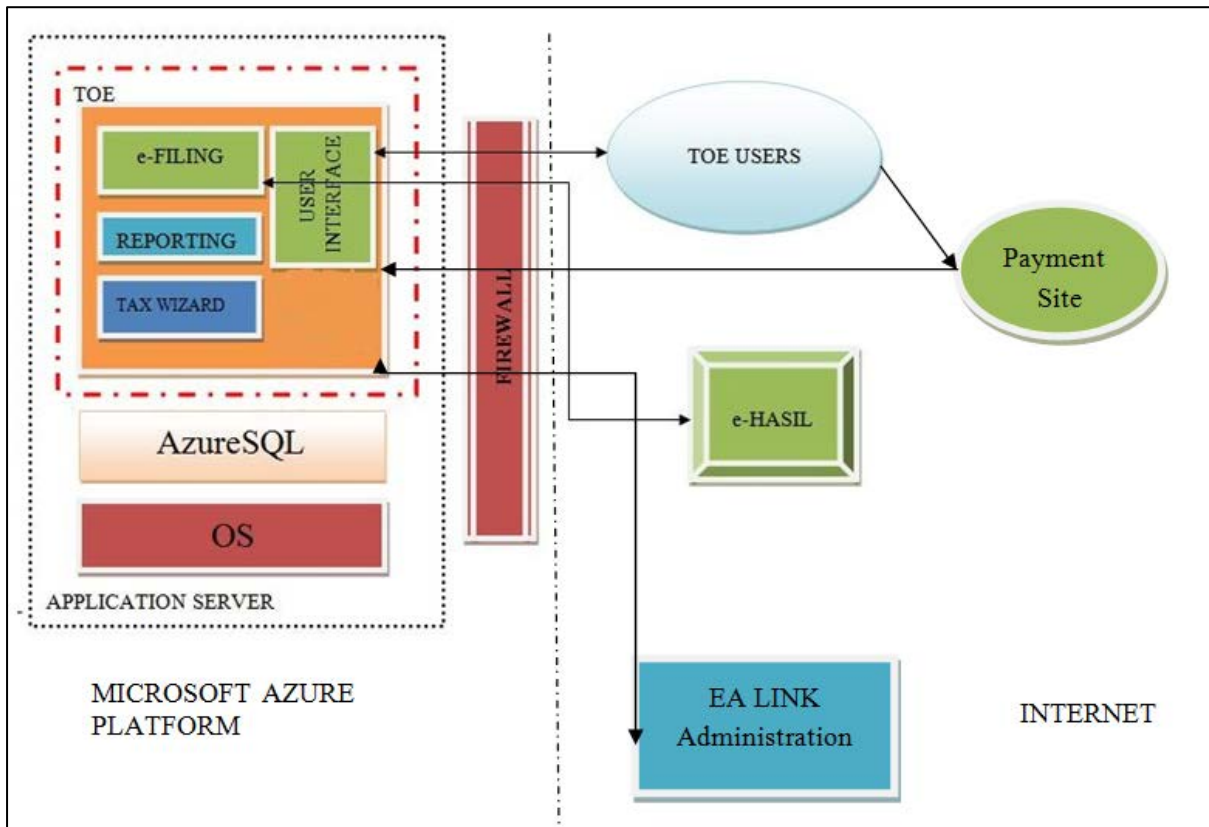 TOE
e-FILING
USER
INTERFACE
REPORTING
TAX WIZARD
AzureSQL
OS
APPLICATION SERVER
MICROSOFT AZURE
PLATFORM
FIREWALL
TOE USERS
Payment
Site
e-HASIL
EA LINK
Administration
INTERNET